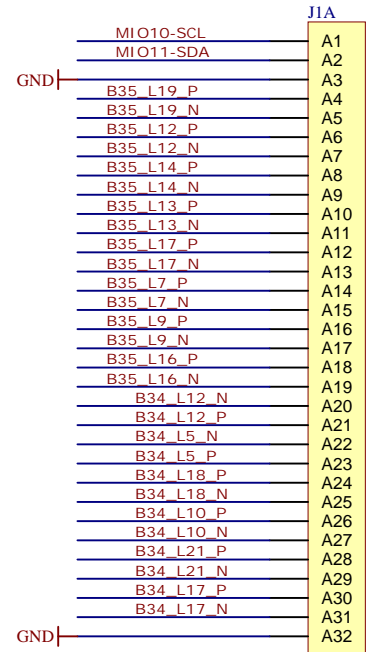 J1A
MIO10-SCL A1
MIO11-SDA A2
GND A3
B35_L19_P A4
B35_L19_N A5
B35_L12_P A6
B35_L12_N A7
B35_L14_P A8
B35_L14_N A9
B35_L13_P A10
B35_L13_N A11
B35_L17_P A12
B35_L17_N A13
B35_L7_P A14
B35_L7_N A15
B35_L9_P A16
B35_L9_N A17
B35_L16_P A18
B35_L16_N A19
B34_L12_N A20
B34_L12_P A21
B34_L5_N A22
B34_L5_P A23
B34_L18_P A24
B34_L18_N A25
B34_L10_P A26
B34_L10_N A27
B34_L21_P A28
B34_L21_N A29
B34_L17_P A30
B34_L17_N A31
GND A32